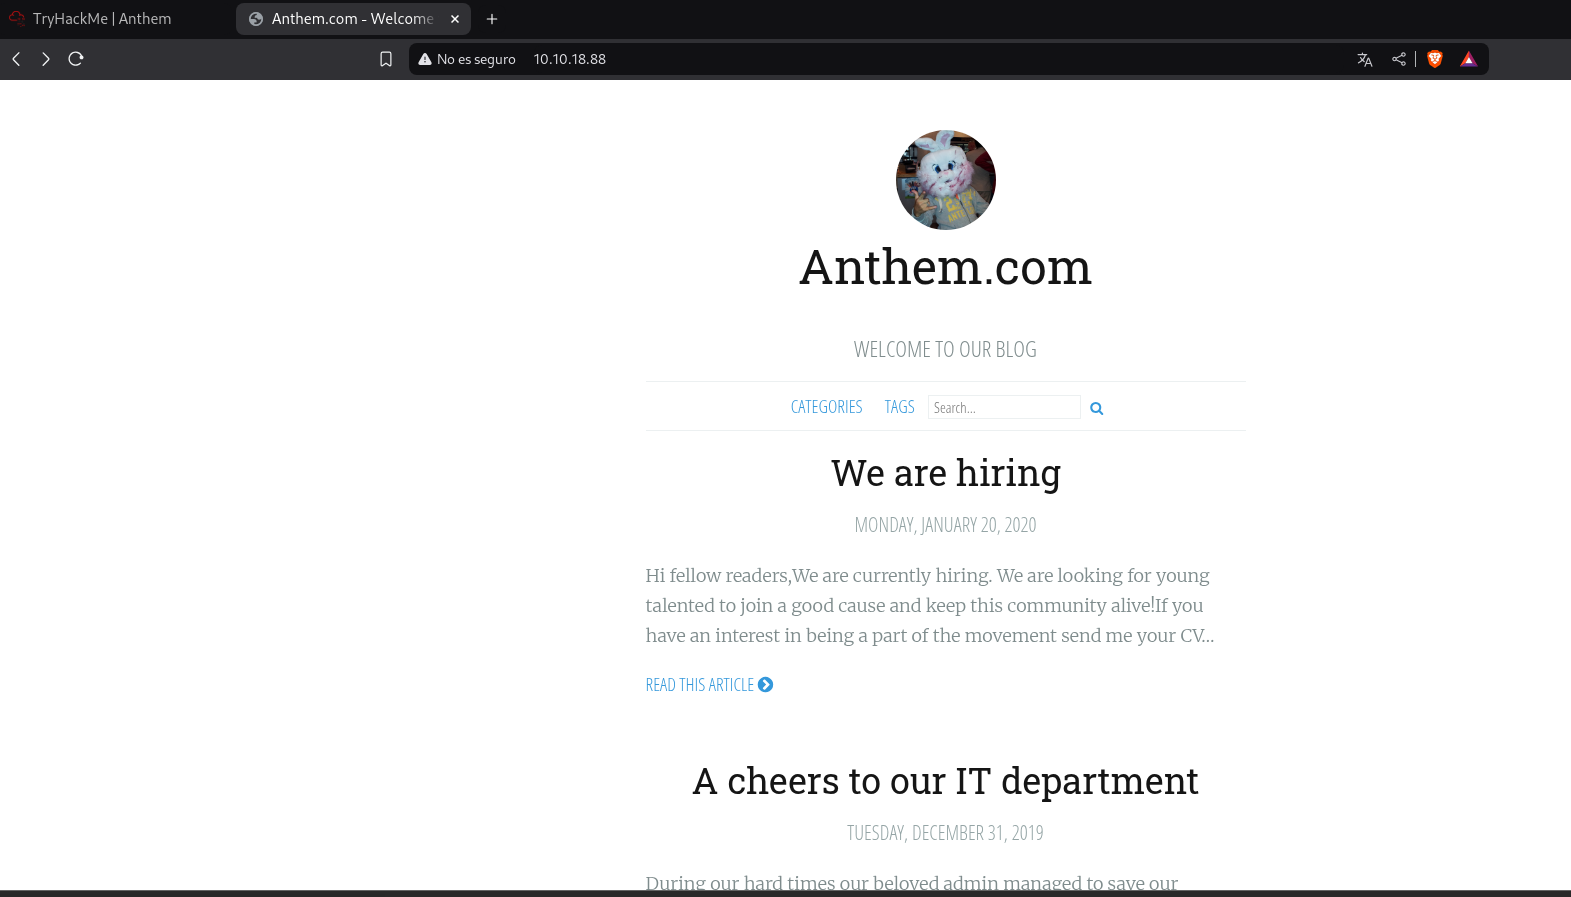 TryHackMe | Anthem
Anthem.com - Welcome
No es seguro
10.10.18.88
Anthem.com
WELCOME TO OUR BLOG
CATEGORIES TAGS Search...
We are hiring
MONDAY, JANUARY 20, 2020
Hi fellow readers,We are currently hiring. We are looking for young
talented to join a good cause and keep this community alive!If you
have an interest in being a part of the movement send me your CV...
READ THIS ARTICLE
A cheers to our IT department
TUESDAY, DECEMBER 31, 2019
During our hard times our beloved admin managed to save our